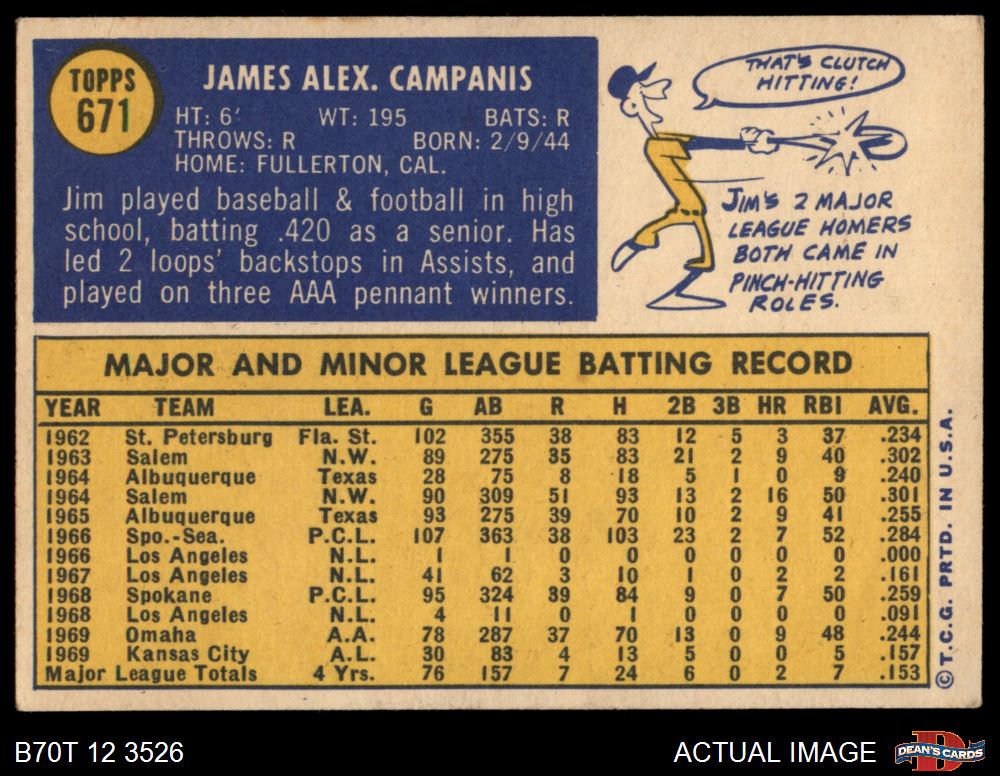 TOPPS
671
JAMES ALEX. CAMPANIS
HT: 6' WT: 195 BATS: R
THROWS: R BORN: 2/9/44
HOME: FULLERTON, CAL.
Jim played baseball & football in high
school, batting .420 as a senior. Has
led 2 loops' backstops in Assists, and
played on three AAA pennant winners.
THAT'S CLUTCH
HITTING!
JIM'S 2 MAJOR
LEAGUE HOMERS
BOTH CAME IN
PINCH-HITTING
ROLES.
MAJOR AND MINOR LEAGUE BATTING RECORD
YEAR TEAM LEA. G AB R H 2B 3B HR RBI AVG.
1962 St. Petersburg Fla. St. 102 355 38 83 12 5 3 37 .234
1963 Salem N.W. 89 275 35 83 21 2 9 40 .302
1964 Albuquerque Texas 28 75 8 18 5 1 0 9 .240
1964 Salem N.W. 90 309 51 93 13 2 16 50 .301
1965 Albuquerque Texas 93 275 39 70 10 2 9 41 .255
1966 Spo.-Sea. P.C.L. 107 363 38 103 23 2 7 52 .284
1966 Los Angeles N.L. 1 1 0 0 0 0 0 0 .000
1967 Los Angeles N.L. 41 62 3 10 1 0 2 2 .161
1968 Spokane P.C.L. 95 324 39 84 9 0 7 50 .259
1968 Los Angeles N.L. 4 11 0 1 0 0 0 0 .091
1969 Omaha A.A. 78 287 37 70 13 0 9 48 .244
1969 Kansas City A.L. 30 83 4 13 5 0 0 5 .157
Major League Totals 4 Yrs. 76 157 7 24 6 0 2 7 .153
© T.C.G. PRTD. IN U.S.A.
B70T 12 3526
ACTUAL IMAGE
D
DEAN'S CARDS